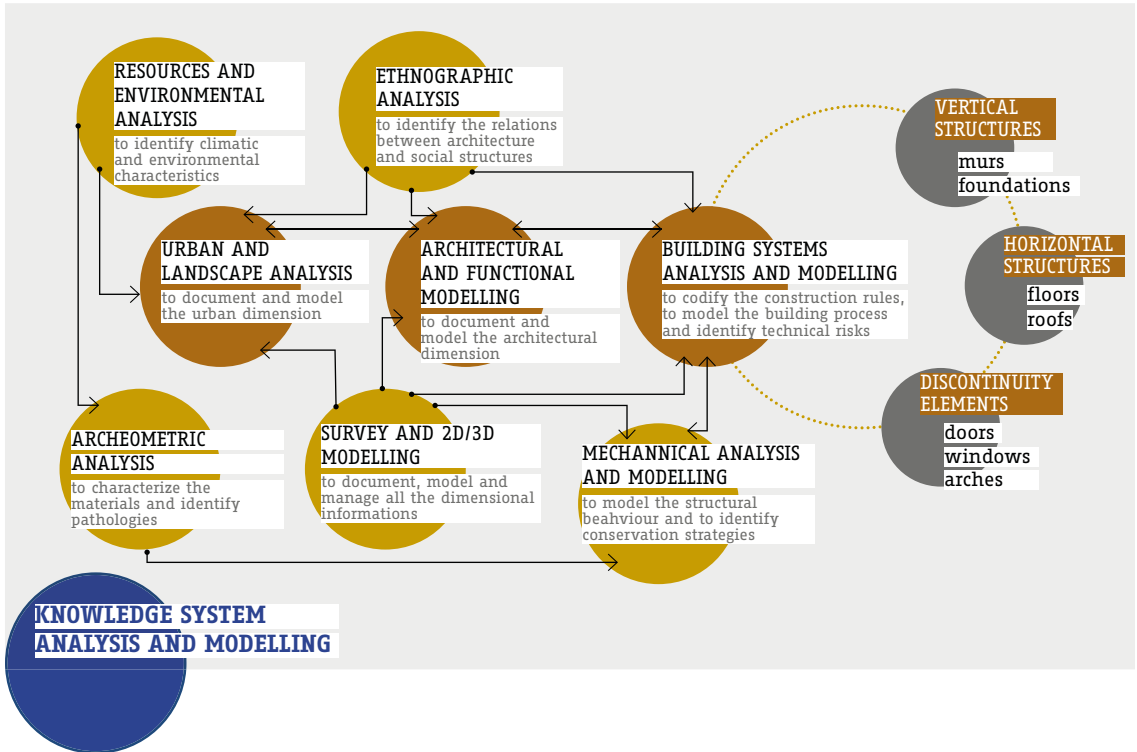 RESOURCES AND
ENVIRONMENTAL
ANALYSIS
to identify climatic
and environmental
characteristics
ETHNOGRAPHIC
ANALYSIS
to identify the relations
between architecture
and social structures
VERTICAL
STRUCTURES
murs
foundations
URBAN AND
LANDSCAPE ANALYSIS
to document and model
the urban dimension
ARCHITECTURAL
AND FUNCTIONAL
MODELLING
to document and
model the architectural
dimension
BUILDING SYSTEMS
ANALYSIS AND MODELLING
to codify the construction rules,
to model the building process
and identify technical risks
HORIZONTAL
STRUCTURES
floors
roofs
DISCONTINUITY
ELEMENTS
doors
windows
arches
ARCHEOMETRIC
ANALYSIS
to characterize the
materials and identify
pathologies
SURVEY AND 2D/3D
MODELLING
to document, model and
manage all the dimensional
informations
MECHANNICAL ANALYSIS
AND MODELLING
to model the structural
beahviour and to identify
conservation strategies
KNOWLEDGE SYSTEM
ANALYSIS AND MODELLING